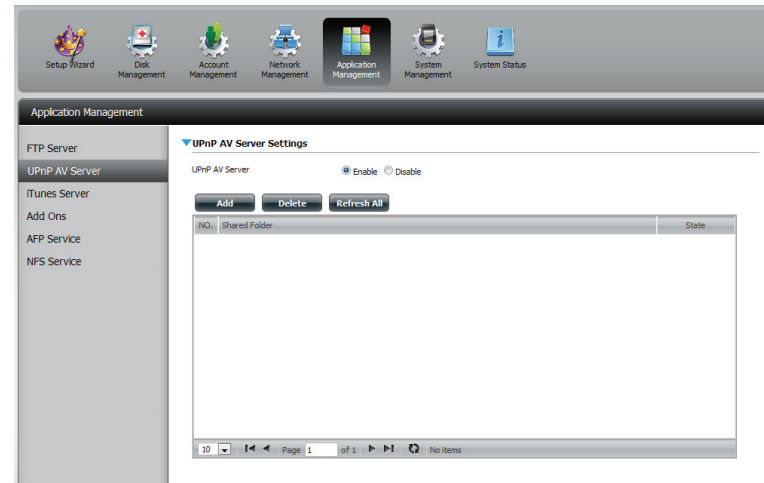 Setup Wizard
Disk Management
Account Management
Network Management
Application Management
System Management
System Status
Application Management
FTP Server
UPnP AV Server
iTunes Server
Add Ons
AFP Service
NFS Service
UPnP AV Server Settings
UPnP AV Server Enable Disable
Add Delete Refresh All
NO. Shared Folder State
10 Page 1 of 1 No items